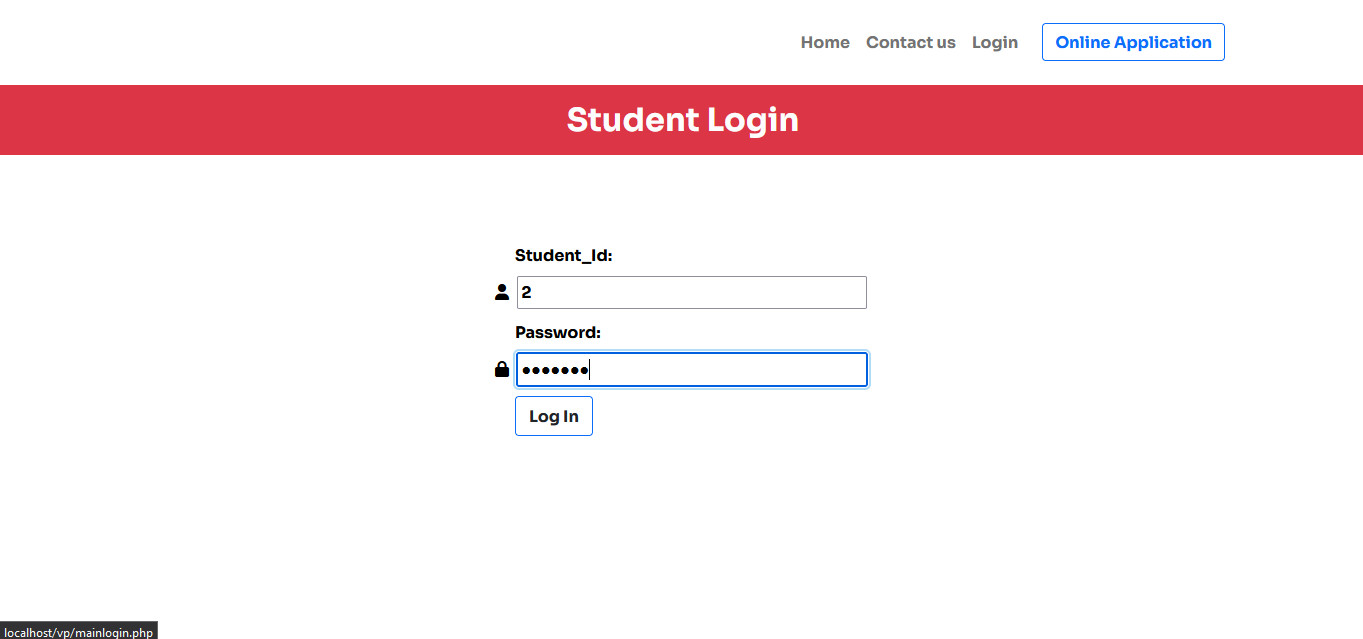 Home Contact us Login Online Application
Student Login
Student_Id:
2
Password:
•••••••
Log In
localhost/vp/mainlogin.php